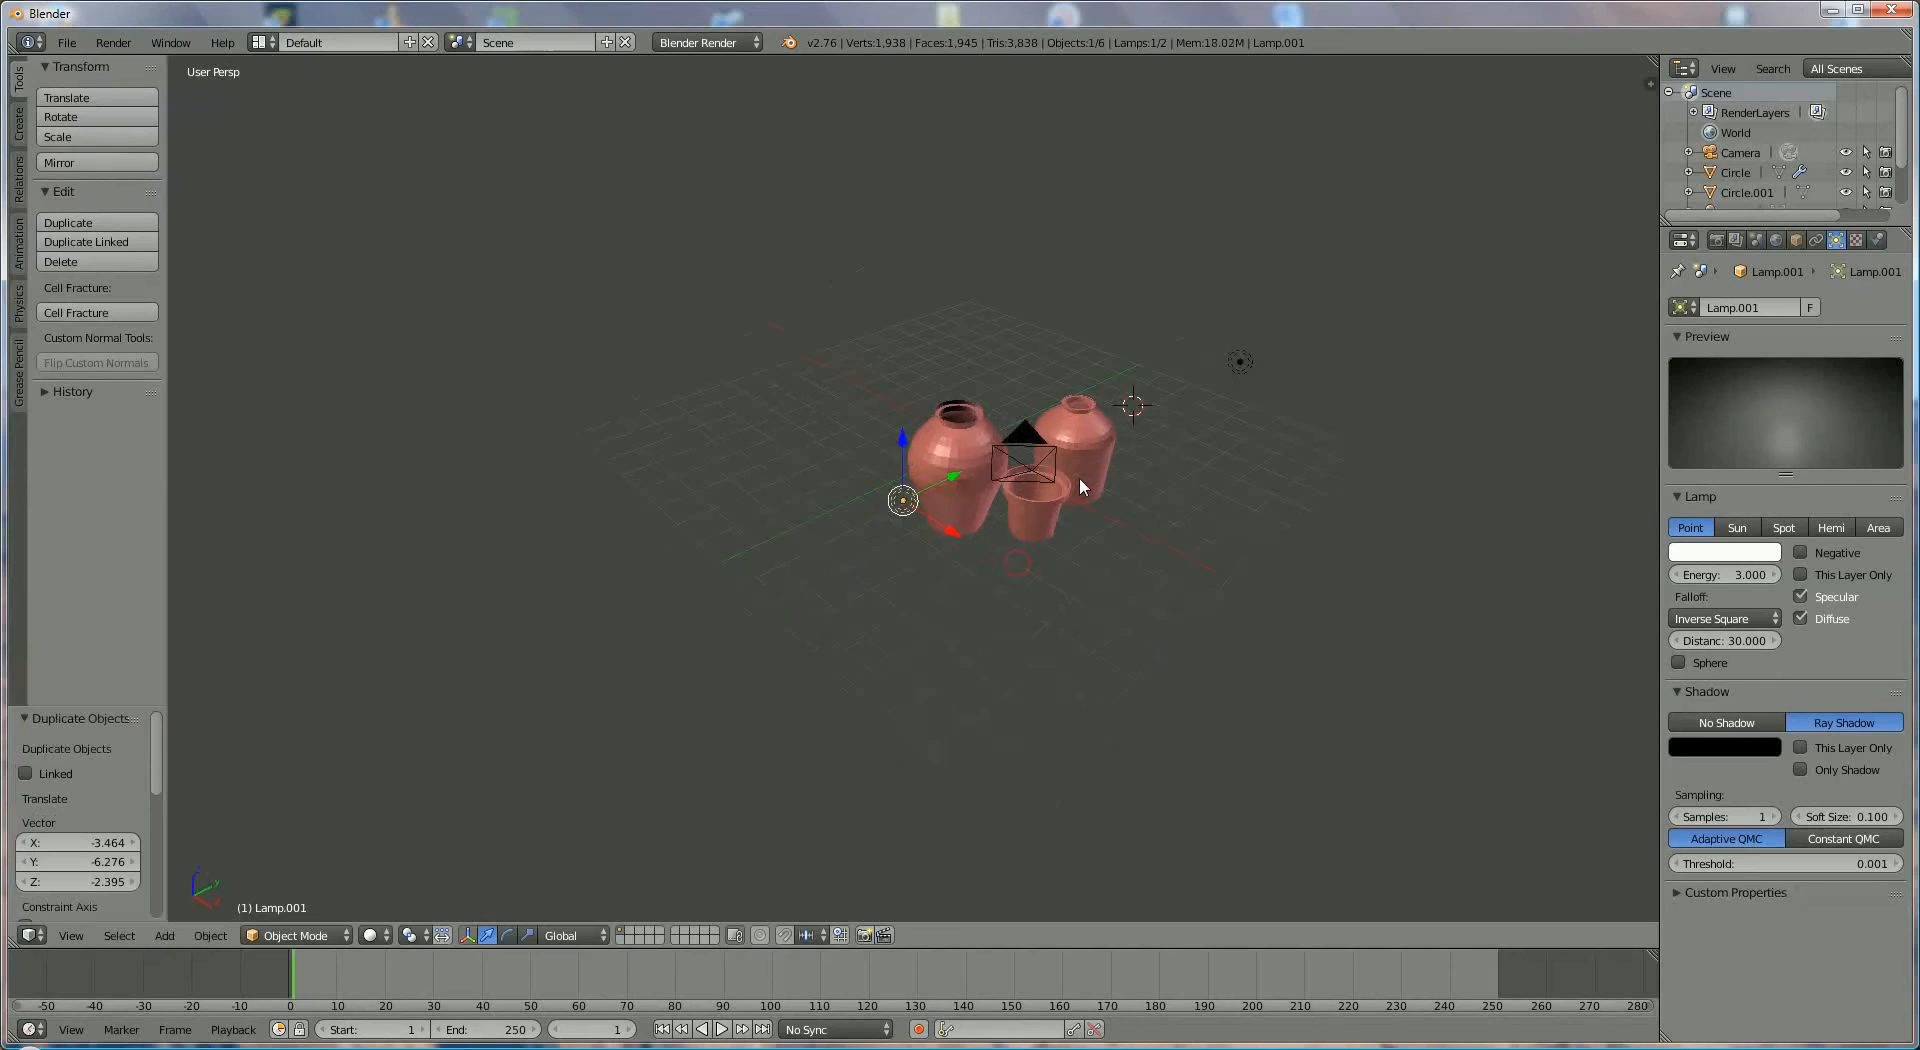 Blender
File Render Window Help Default Scene Blender Render v2.76 | Verts:1,938 | Faces:1,945 | Tris:3,838 | Objects:1/6 | Lamps:1/2 | Mem:18.02M | Lamp.001
Tools
Create
Relations
Animation
Physics
Grease Pencil
Transform
Translate
Rotate
Scale
Mirror
Edit
Duplicate
Duplicate Linked
Delete
Cell Fracture:
Cell Fracture
Custom Normal Tools:
Flip Custom Normals
History
Duplicate Objects
Duplicate Objects
Linked
Translate
Vector
X: -3.464
Y: -6.276
Z: -2.395
Constraint Axis
User Persp
(1) Lamp.001
View Select Add Object Object Mode Global
-50 -40 -30 -20 -10 0 10 20 30 40 50 60 70 80 90 100 110 120 130 140 150 160 170 180 190 200 210 220 230 240 250 260 270 280
View Marker Frame Playback Start: 1 End: 250 1 No Sync
View Search All Scenes
Scene
RenderLayers
World
Camera
Circle
Circle.001
Lamp.001 Lamp.001
Lamp.001 F
Preview
Lamp
Point Sun Spot Hemi Area
Negative
Energy: 3.000 This Layer Only
Falloff: Specular
Inverse Square Diffuse
Distanc: 30.000
Sphere
Shadow
No Shadow Ray Shadow
This Layer Only
Only Shadow
Sampling:
Samples: 1 Soft Size: 0.100
Adaptive QMC Constant QMC
Threshold: 0.001
Custom Properties